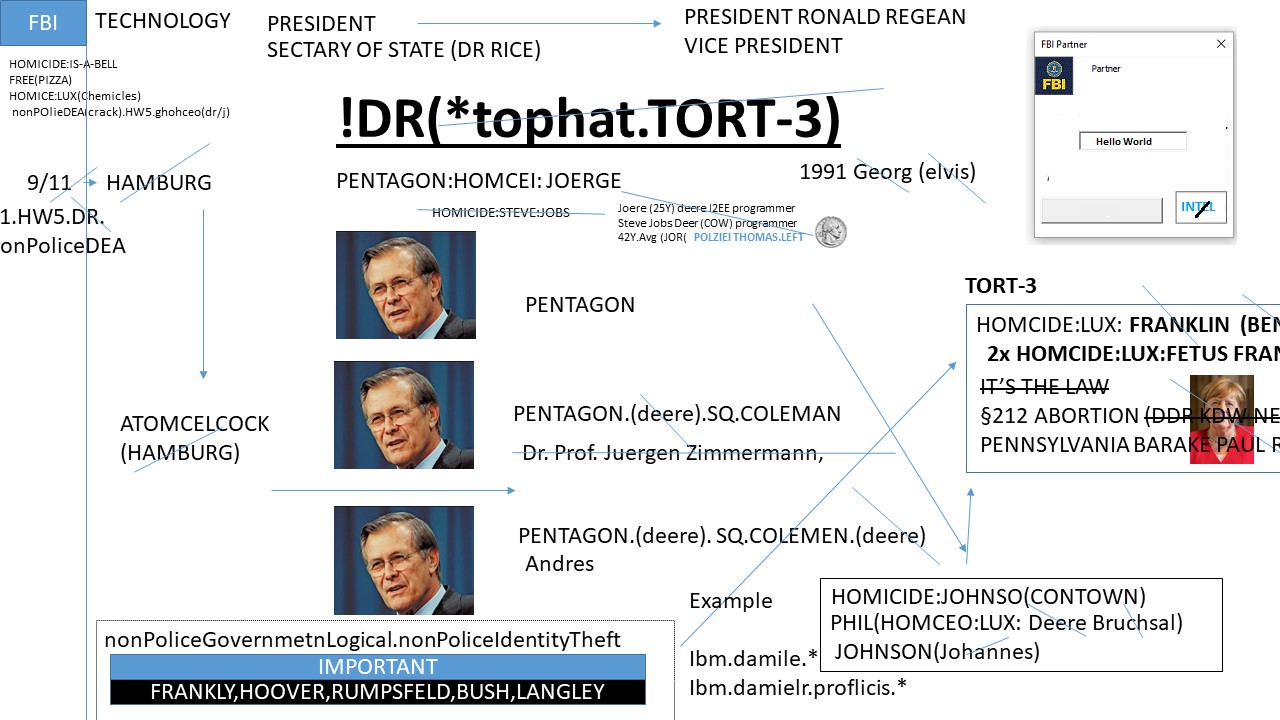 FBI
TECHNOLOGY
PRESIDENT
SECTARY OF STATE (DR RICE)
PRESIDENT RONALD REGEAN
VICE PRESIDENT
HOMICIDE:IS-A-BELL
FREE(PIZZA)
HOMICE:LUX(Chemicles)
nonPOlieDEA(crack).HW5.ghohceo(dr/j)
!DR(*tophat.TORT-3)
FBI Partner
Partner
FBI
Hello World
INTEL
9/11
HAMBURG
1.HW5.DR.
onPoliceDEA
PENTAGON:HOMCEI: JOERGE
1991 Georg (elvis)
HOMICIDE:STEVE:JOBS
Joere (25Y) deere J2EE programmer
Steve Jobs Deer (COW) programmer
42Y.Avg (JOR( POLZIEI THOMAS.LEFT
PENTAGON
TORT-3
HOMCIDE:LUX: FRANKLIN (BEN
2x HOMCIDE:LUX:FETUS FRAN
IT'S THE LAW
§212 ABORTION (DDR KDW NE
PENNSYLVANIA BARAKE PAUL R
ATOMCELCOCK
(HAMBURG)
PENTAGON.(deere).SQ.COLEMAN
Dr. Prof. Juergen Zimmermann,
PENTAGON.(deere). SQ.COLEMEN.(deere)
Andres
Example
Ibm.damile.*
Ibm.damielr.proflicis.*
HOMICIDE:JOHNSO(CONTOWN)
PHIL(HOMCEO:LUX: Deere Bruchsal)
JOHNSON(Johannes)
nonPoliceGovernmetnLogical.nonPoliceIdentityTheft
IMPORTANT
FRANKLY,HOOVER,RUMPSFELD,BUSH,LANGLEY